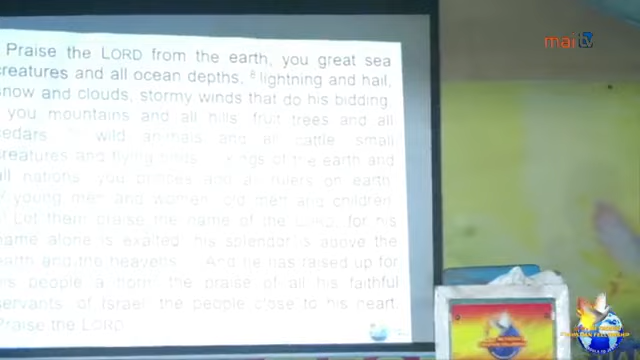 Praise the LORD from the earth, you great sea
creatures and all ocean depths, 8 lightning and hail,
snow and clouds, stormy winds that do his bidding
you mountains and all hills, fruit trees and all
cedars wild animals and all cattle small
creatures and flying birds kings of the earth and
all nations you princes and all rulers on earth
young men and women old men and children
Let them praise the name of the LORD, for his
name alone is exalted his splendor is above the
earth and the heavens And he has raised up for
his people a horn the praise of all his faithful
servants of Israel the people close to his heart.
Praise the LORD
mai tv